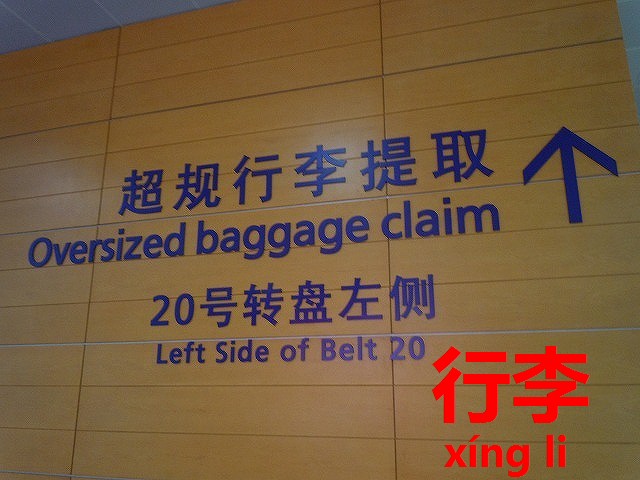 超规行李提取
Oversized baggage claim
20号转盘左侧
Left Side of Belt 20
行李
xíng li